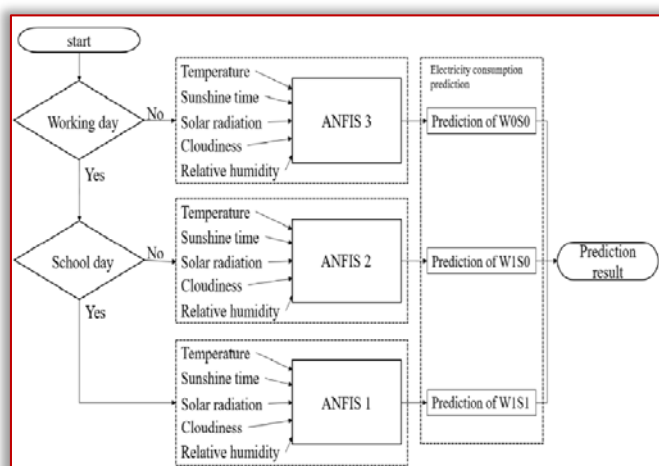 start
Working day
No
Yes
Temperature
Sunshine time
Solar radiation
Cloudiness
Relative humidity
ANFIS 3
Electricity consumption
prediction
Prediction of W0S0
School day
No
Yes
Temperature
Sunshine time
Solar radiation
Cloudiness
Relative humidity
ANFIS 2
Prediction of W1S0
Prediction
result
Temperature
Sunshine time
Solar radiation
Cloudiness
Relative humidity
ANFIS 1
Prediction of W1S1